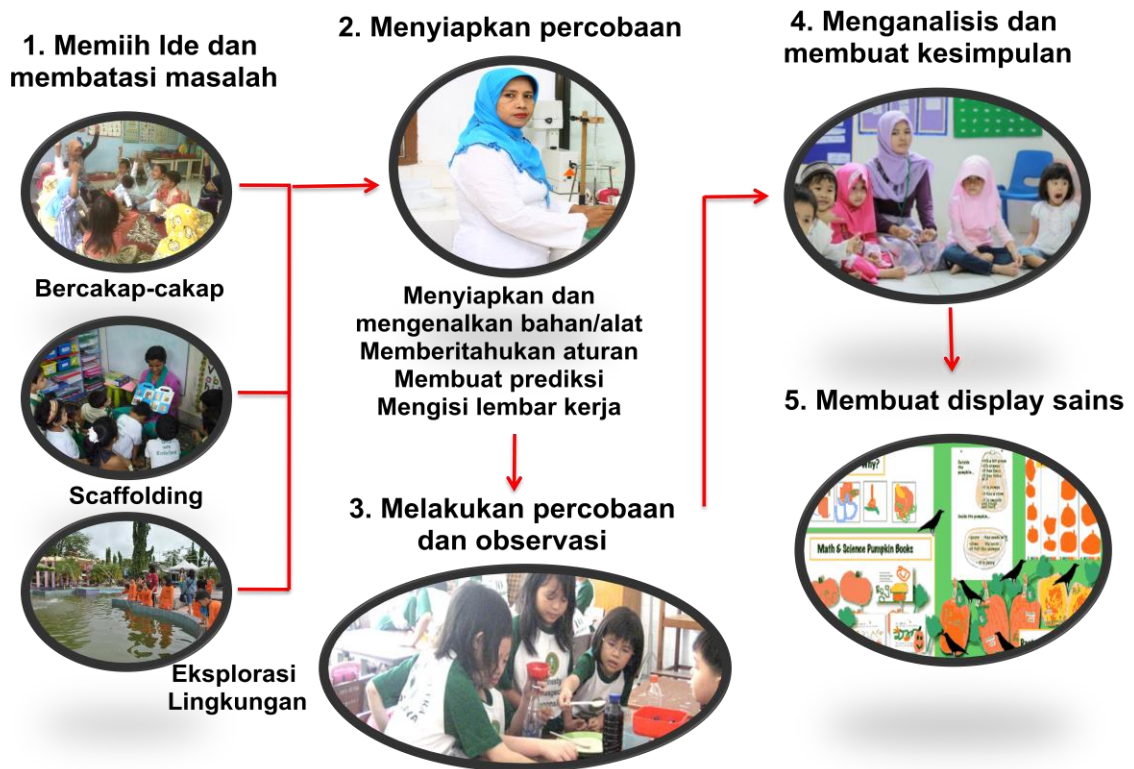 1. Memiih Ide dan
membatasi masalah
Bercakap-cakap
Scaffolding
Eksplorasi
Lingkungan
2. Menyiapkan percobaan
Menyiapkan dan
mengenalkan bahan/alat
Memberitahukan aturan
Membuat prediksi
Mengisi lembar kerja
3. Melakukan percobaan
dan observasi
4. Menganalisis dan
membuat kesimpulan
5. Membuat display sains
Why?
Math & Science Pumpkin Books